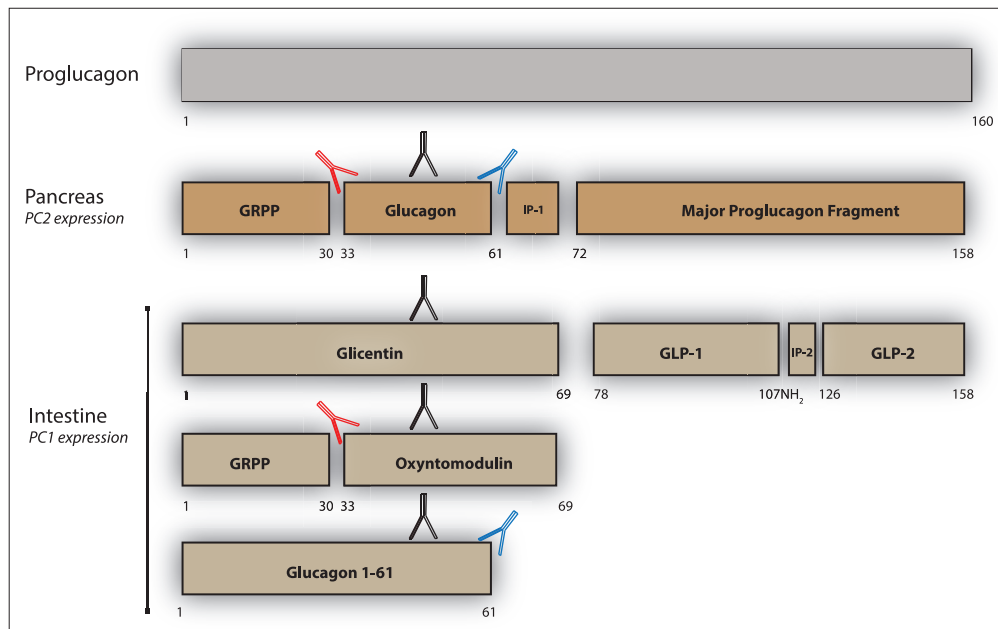 Proglucagon
1 160
Pancreas
PC2 expression
GRPP Glucagon IP-1 Major Proglucagon Fragment
1 30 33 61 72 158
Glicentin GLP-1 IP-2 GLP-2
1 69 78 107NH₂ 126 158
Intestine
PC1 expression
GRPP Oxyntomodulin
1 30 33 69
Glucagon 1-61
1 61